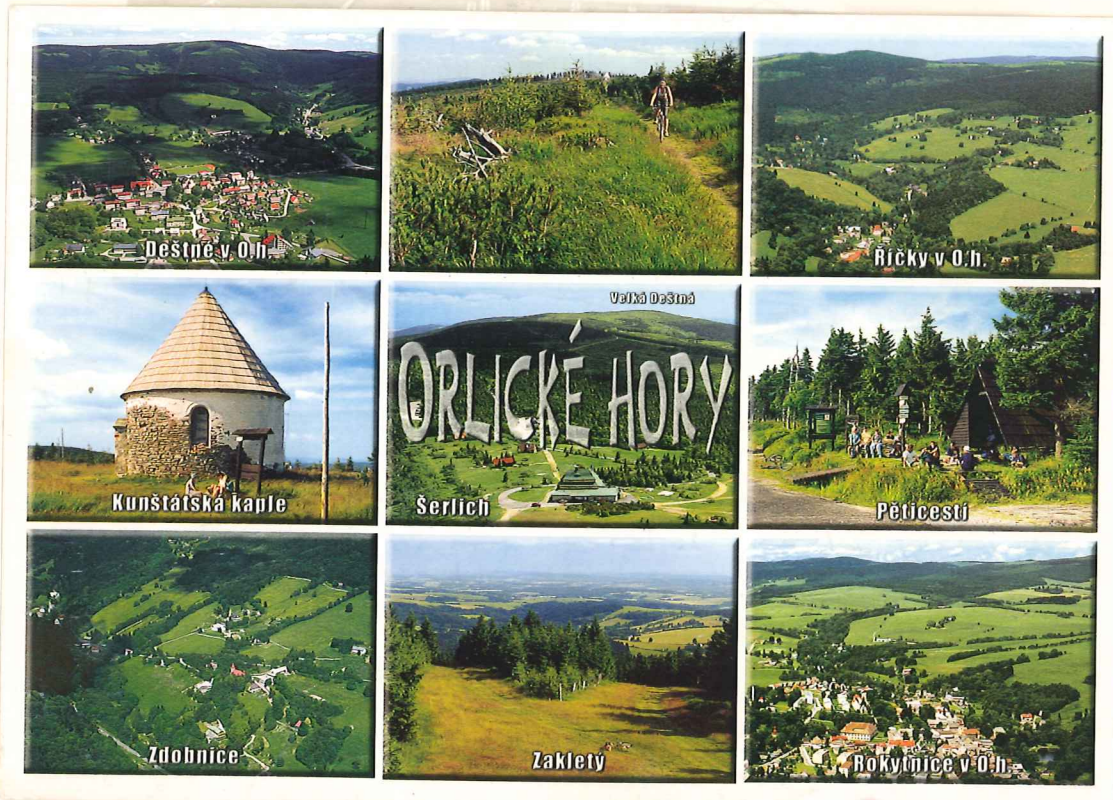 Deštné v O.h.
Říčky v O.h.
Kunštátská kaple
Velká Deštná
ORLICKÉ HORY
Šerlich
Pěticestí
Zdobnice
Zakletý
Rokytnice v O.h.